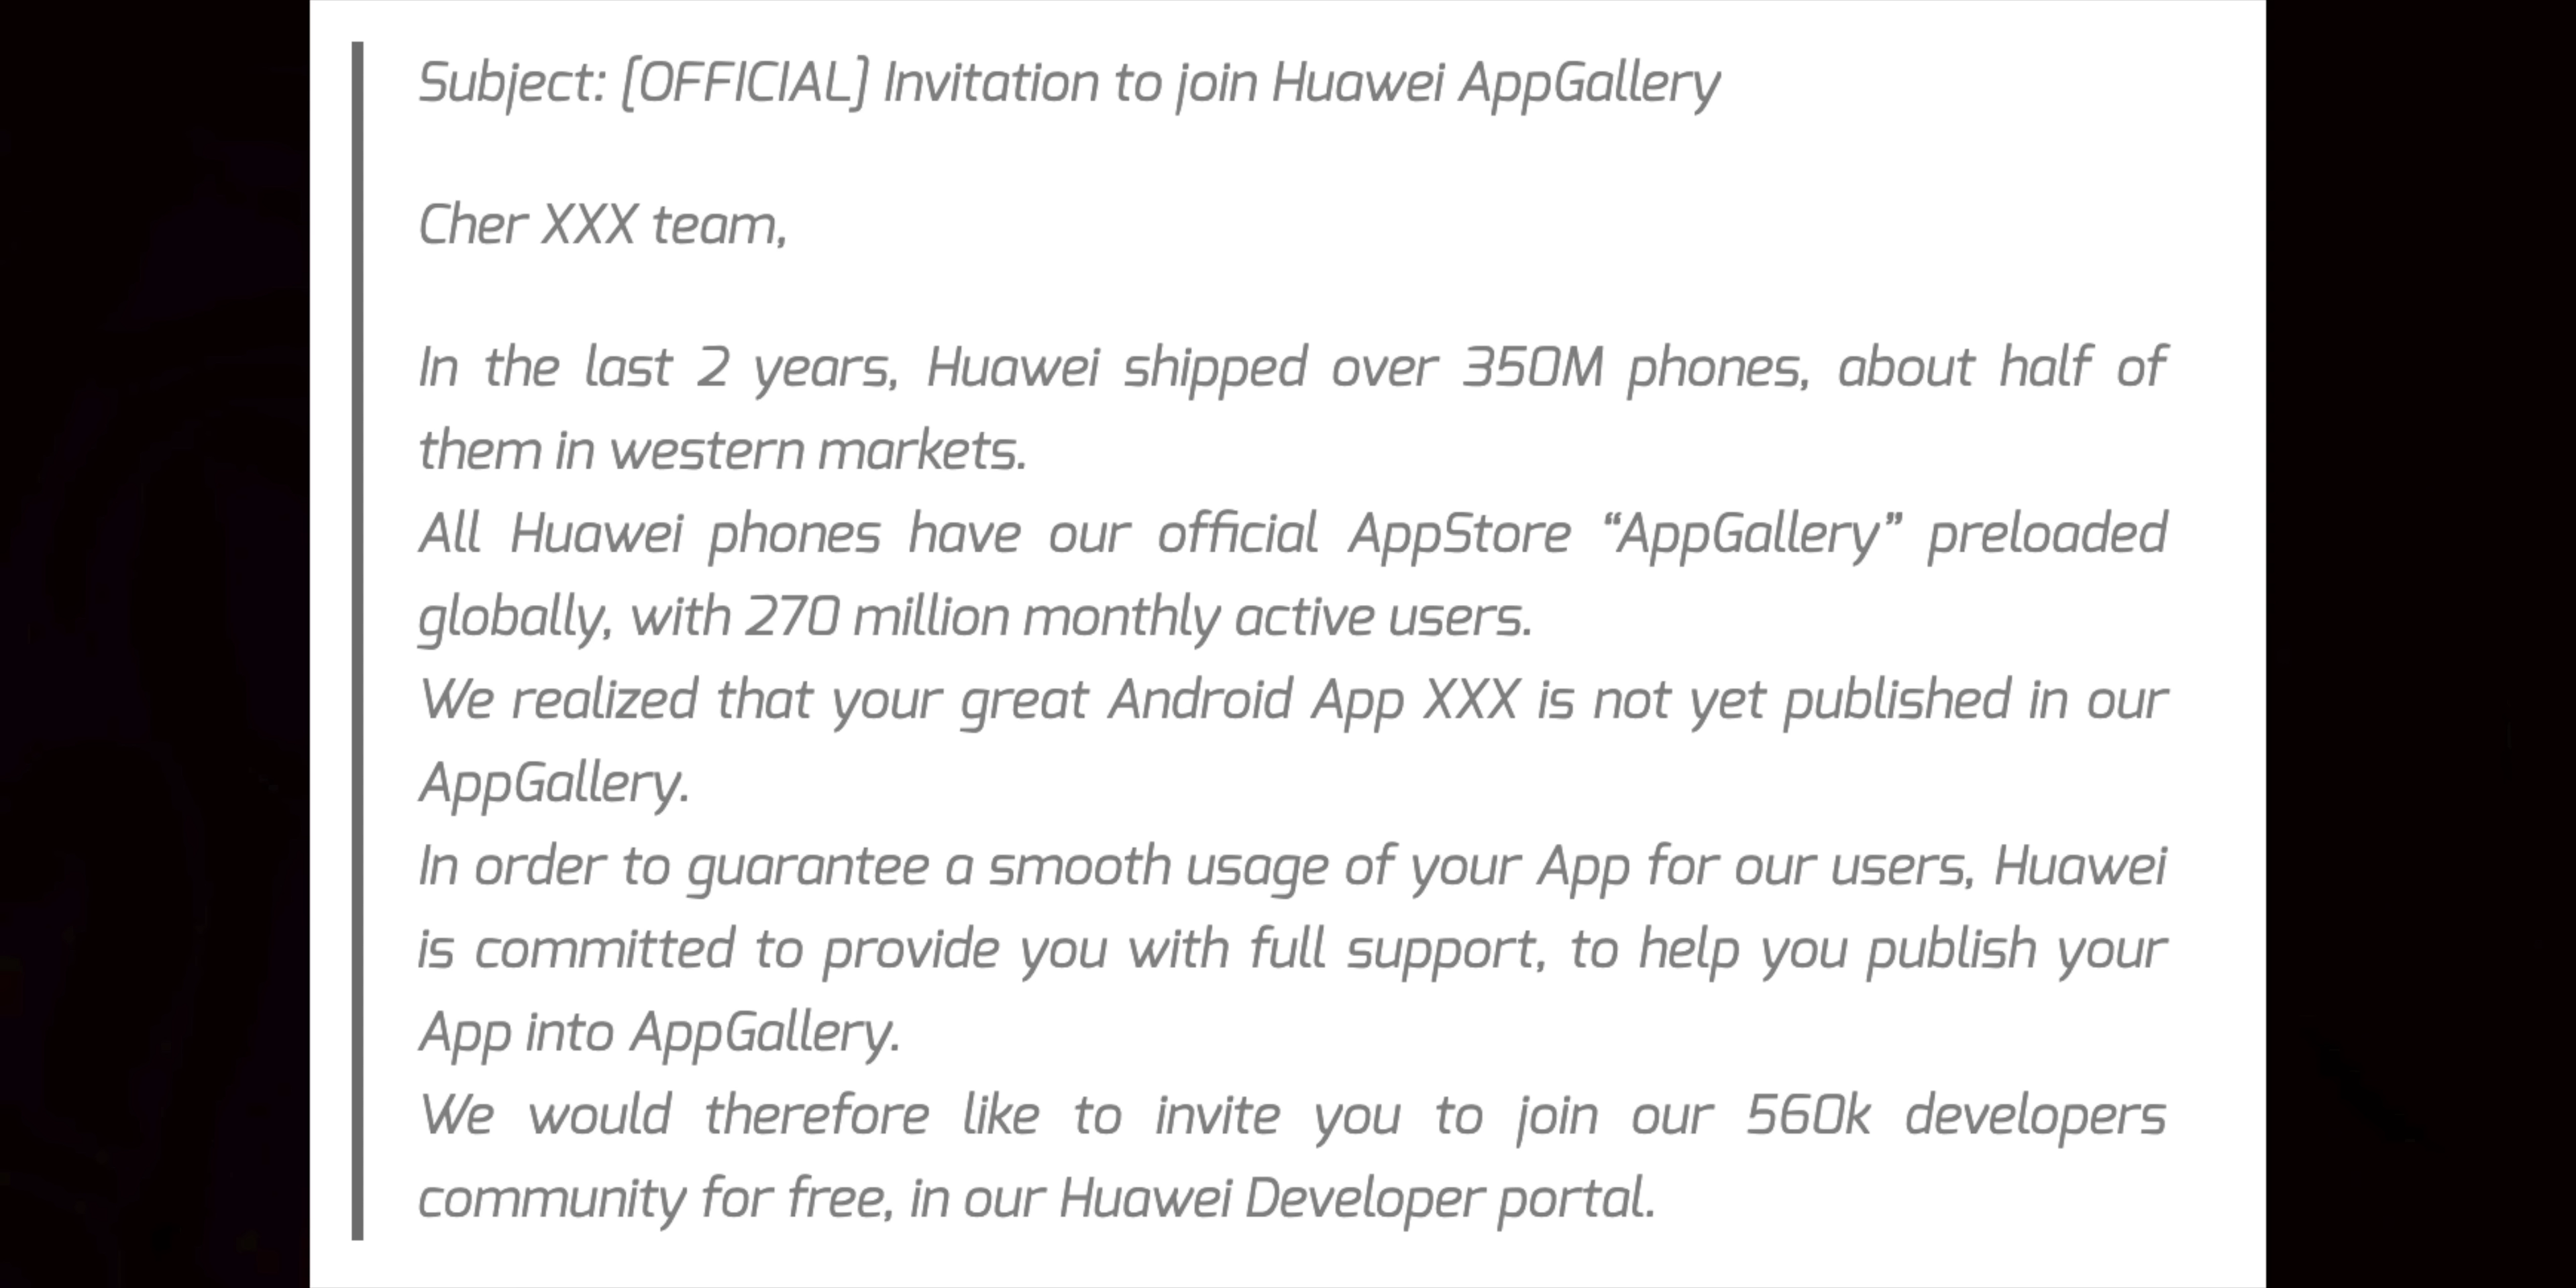 Subject: [OFFICIAL] Invitation to join Huawei AppGallery
Cher XXX team,
In the last 2 years, Huawei shipped over 350M phones, about half of
them in western markets.
All Huawei phones have our official AppStore “AppGallery” preloaded
globally, with 270 million monthly active users.
We realized that your great Android App XXX is not yet published in our
AppGallery.
In order to guarantee a smooth usage of your App for our users, Huawei
is committed to provide you with full support, to help you publish your
App into AppGallery.
We would therefore like to invite you to join our 560k developers
community for free, in our Huawei Developer portal.